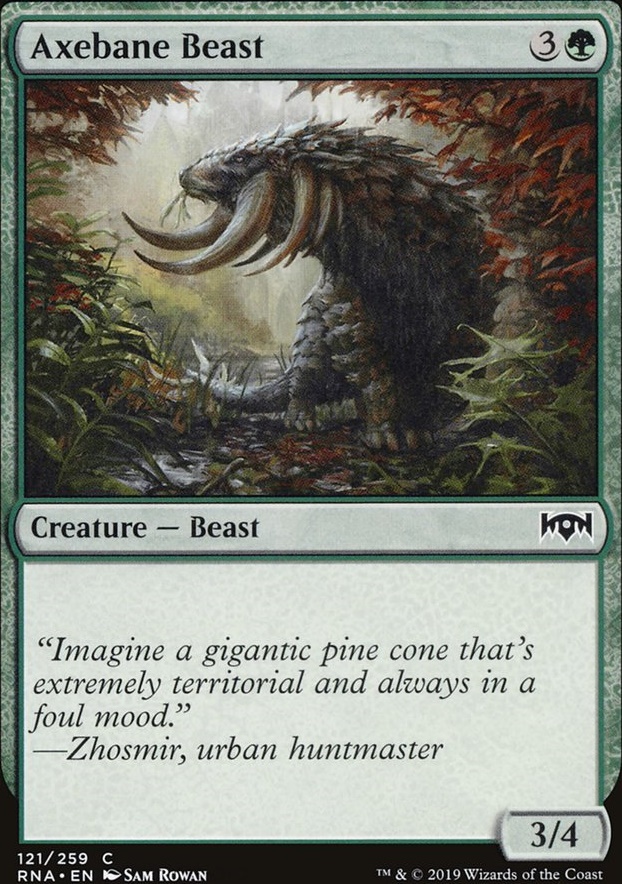 Axebane Beast 3
Creature — Beast
“Imagine a gigantic pine cone that’s
extremely territorial and always in a
foul mood.”
—Zhosmir, urban huntmaster
3/4
121/259 C
RNA • EN Sam Rowan
™ & © 2019 Wizards of the Coast